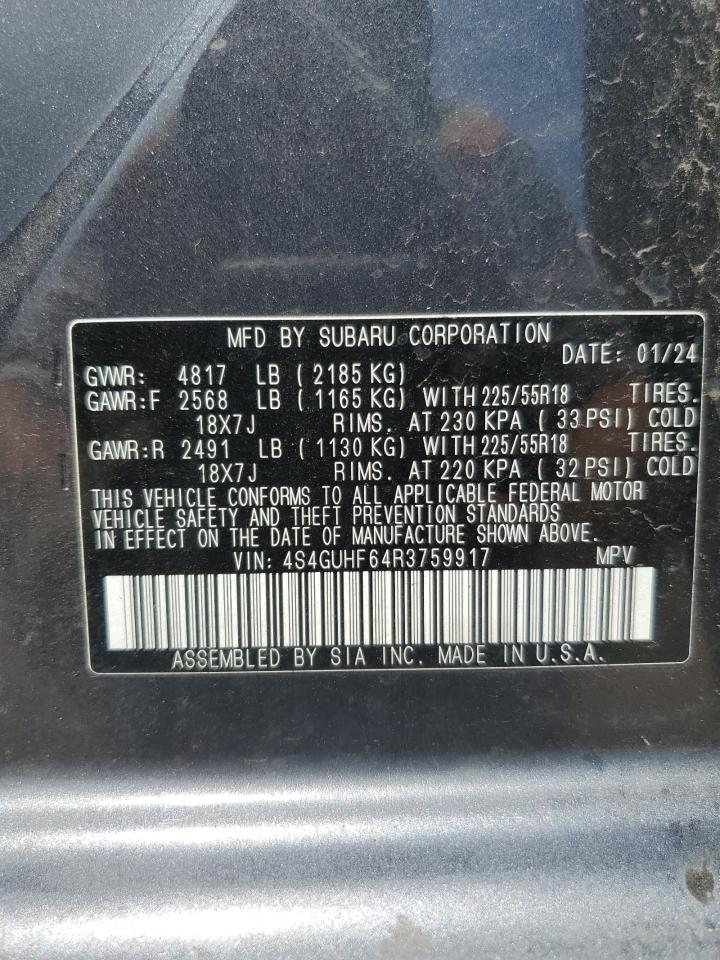 MFD BY SUBARU CORPORATION
DATE: 01/24
GVWR: 4817 LB ( 2185 KG)
GAWR:F 2568 LB ( 1165 KG) WITH 225/55R18 TIRES.
18X7J RIMS. AT 230 KPA ( 33 PSI) COLD
GAWR:R 2491 LB ( 1130 KG) WITH 225/55R18 TIRES.
18X7J RIMS. AT 220 KPA ( 32 PSI) COLD
THIS VEHICLE CONFORMS TO ALL APPLICABLE FEDERAL MOTOR
VEHICLE SAFETY AND THEFT PREVENTION STANDARDS
IN EFFECT ON THE DATE OF MANUFACTURE SHOWN ABOVE.
VIN: 4S4GUHF64R3759917 MPV
ASSEMBLED BY SIA INC. MADE IN U.S.A.